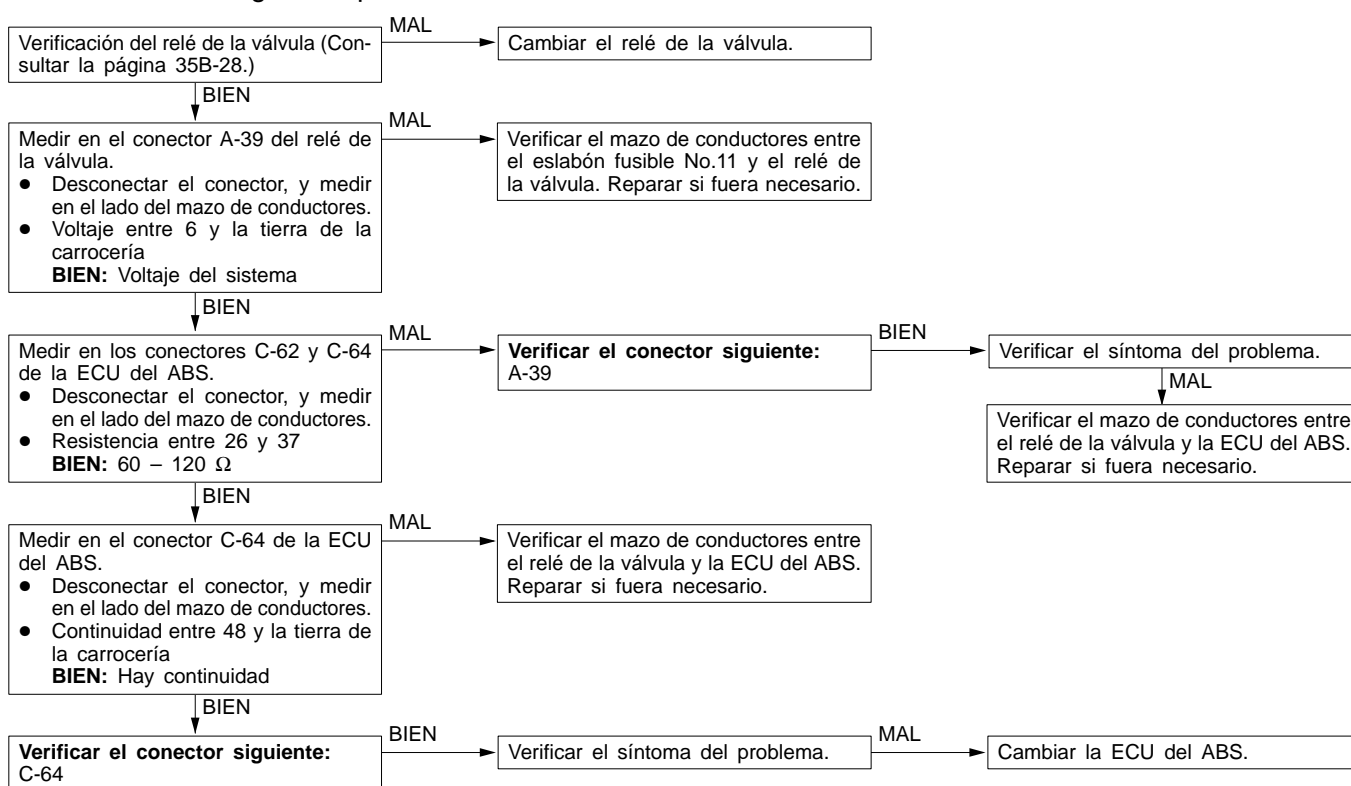 MAL
Verificación del relé de la válvula (Con-
sultar la página 35B-28.)
Cambiar el relé de la válvula.
BIEN
MAL
Medir en el conector A-39 del relé de
la válvula.
● Desconectar el conector, y medir
en el lado del mazo de conductores.
● Voltaje entre 6 y la tierra de la
carrocería
BIEN: Voltaje del sistema
Verificar el mazo de conductores entre
el eslabón fusible No.11 y el relé de
la válvula. Reparar si fuera necesario.
BIEN
MAL
Medir en los conectores C-62 y C-64
de la ECU del ABS.
● Desconectar el conector, y medir
en el lado del mazo de conductores.
● Resistencia entre 26 y 37
BIEN: 60 – 120 Ω
Verificar el conector siguiente:
A-39
BIEN
Verificar el síntoma del problema.
MAL
Verificar el mazo de conductores entre
el relé de la válvula y la ECU del ABS.
Reparar si fuera necesario.
BIEN
MAL
Medir en el conector C-64 de la ECU
del ABS.
● Desconectar el conector, y medir
en el lado del mazo de conductores.
● Continuidad entre 48 y la tierra de
la carrocería
BIEN: Hay continuidad
Verificar el mazo de conductores entre
el relé de la válvula y la ECU del ABS.
Reparar si fuera necesario.
BIEN
Verificar el conector siguiente:
C-64
BIEN
Verificar el síntoma del problema.
MAL
Cambiar la ECU del ABS.